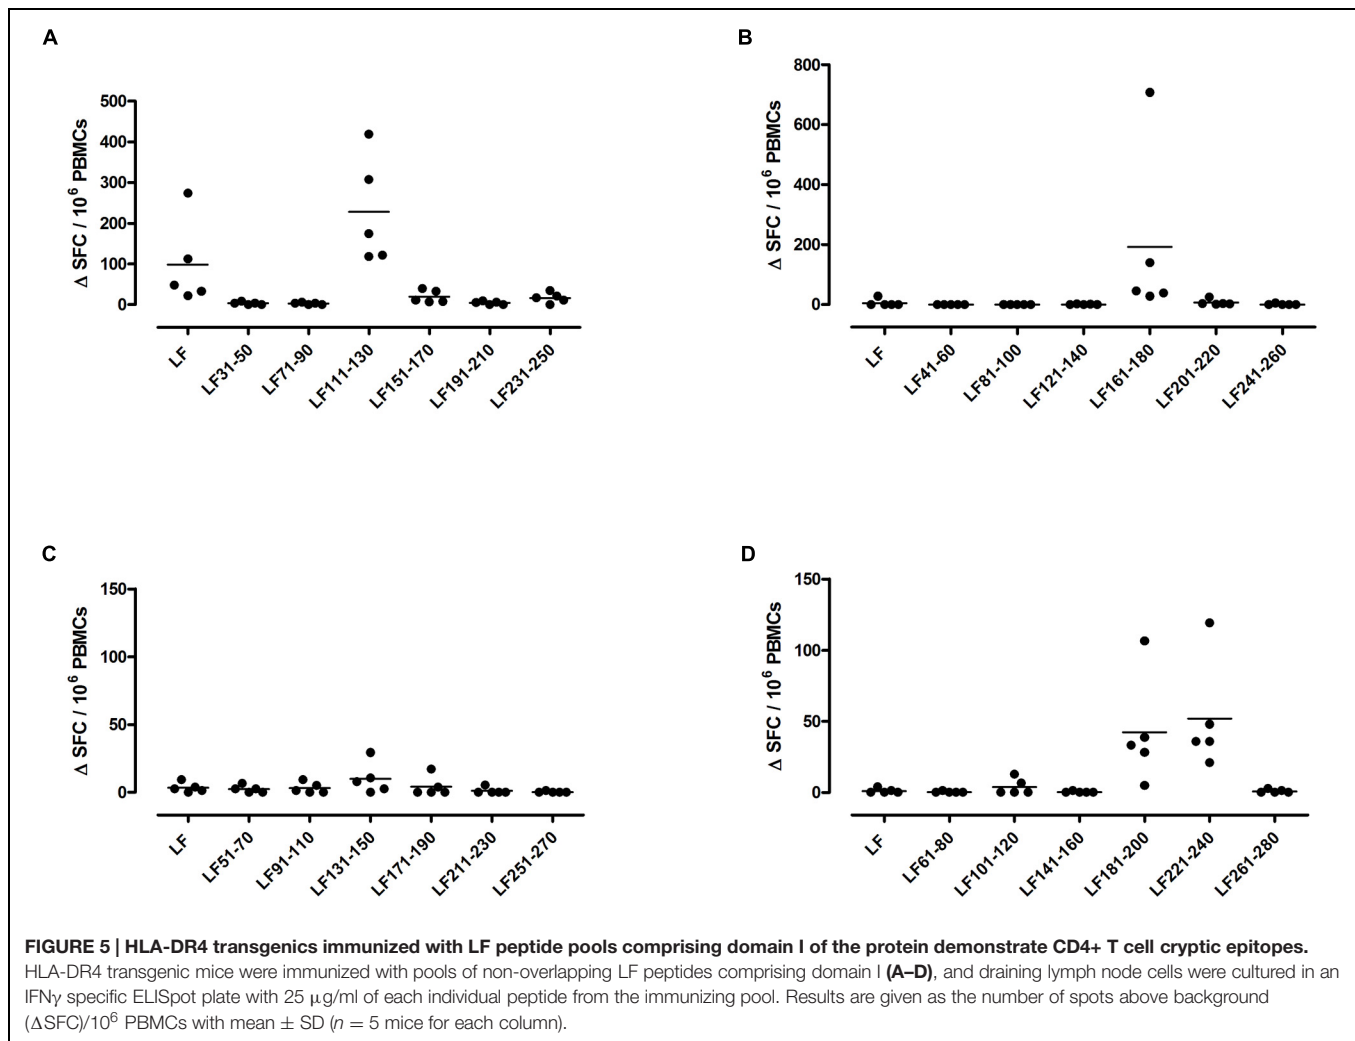 A
Δ SFC / 10⁶ PBMCs
500
400
300
200
100
0
LF
LF31-50
LF71-90
LF111-130
LF151-170
LF191-210
LF231-250
B
Δ SFC / 10⁶ PBMCs
800
600
400
200
0
LF
LF41-60
LF81-100
LF121-140
LF161-180
LF201-220
LF241-260
C
Δ SFC / 10⁶ PBMCs
150
100
50
0
LF
LF51-70
LF91-110
LF131-150
LF171-190
LF211-230
LF251-270
D
Δ SFC / 10⁶ PBMCs
150
100
50
0
LF
LF61-80
LF101-120
LF141-160
LF181-200
LF221-240
LF261-280
FIGURE 5 | HLA-DR4 transgenics immunized with LF peptide pools comprising domain I of the protein demonstrate CD4+ T cell cryptic epitopes.
HLA-DR4 transgenic mice were immunized with pools of non-overlapping LF peptides comprising domain I (A–D), and draining lymph node cells were cultured in an
IFNγ specific ELISpot plate with 25 μg/ml of each individual peptide from the immunizing pool. Results are given as the number of spots above background
(ΔSFC)/10⁶ PBMCs with mean ± SD (n = 5 mice for each column).